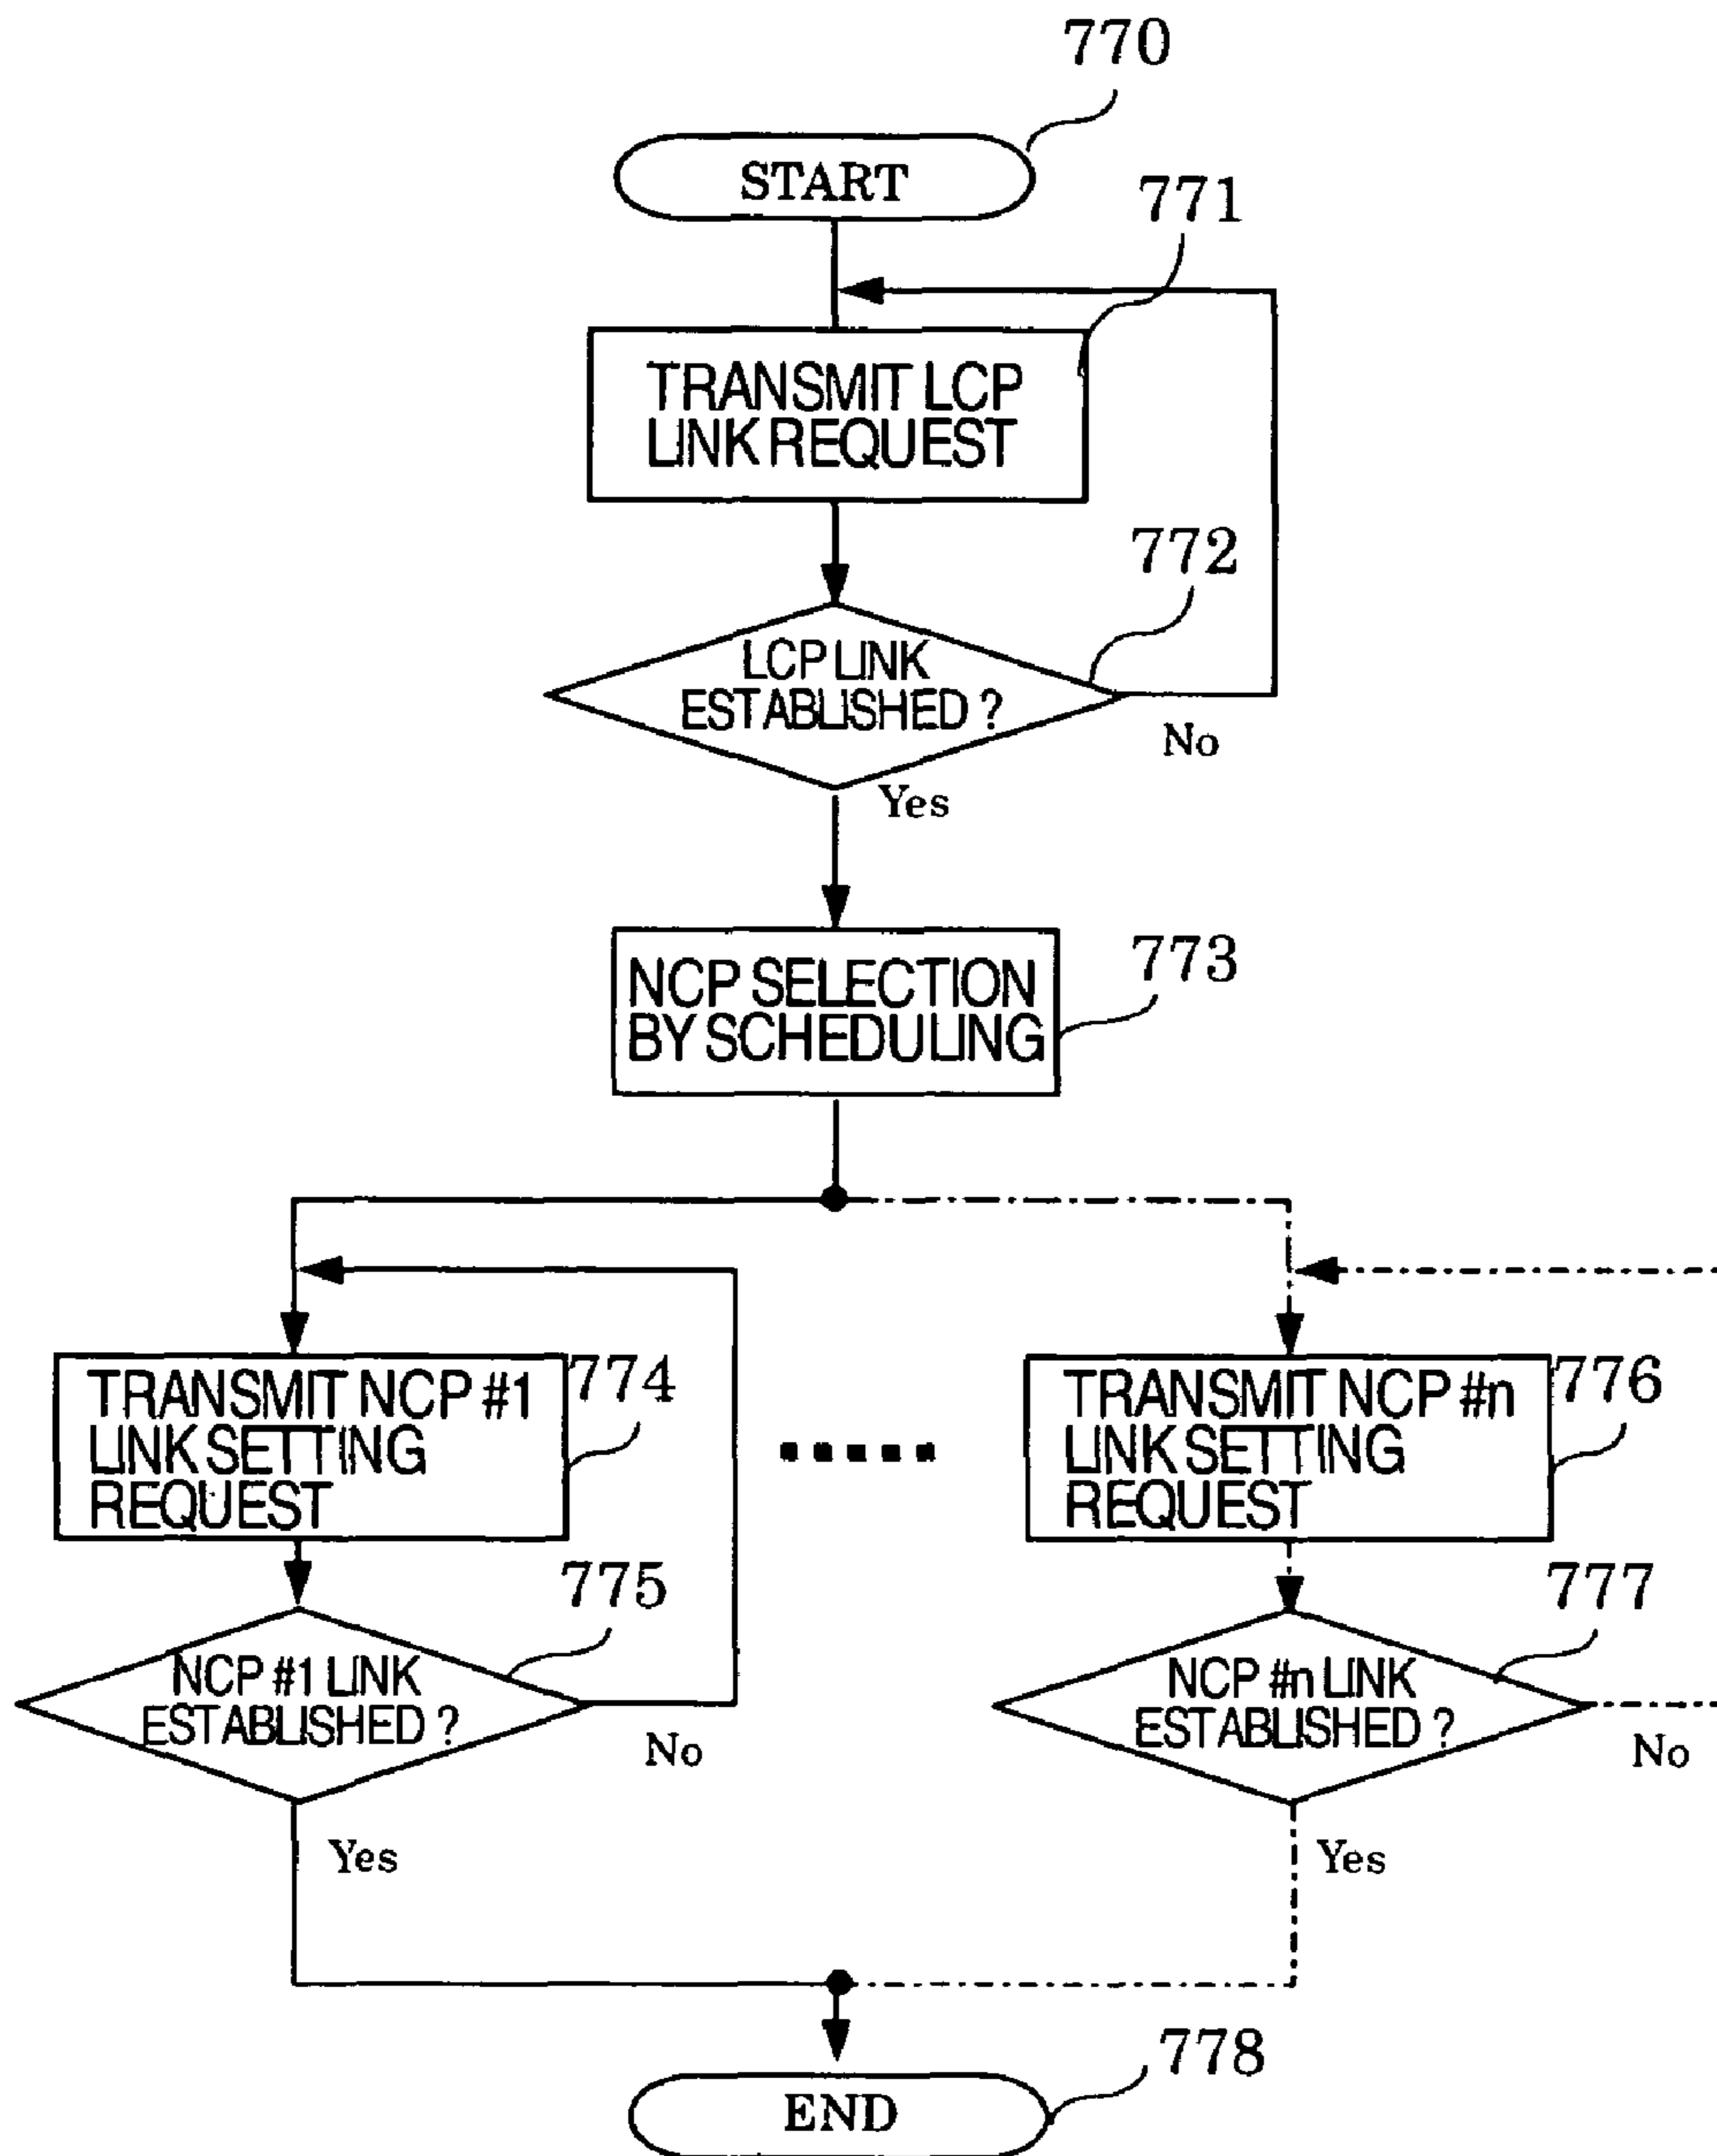 770
START
771
TRANSMIT LCP
LINK REQUEST
772
LCP LINK
ESTABLISHED ?
No
Yes
773
NCP SELECTION
BY SCHEDULING
774
TRANSMIT NCP #1
LINK SETTING
REQUEST
776
TRANSMIT NCP #n
LINK SETTING
REQUEST
775
NCP #1 LINK
ESTABLISHED ?
No
Yes
777
NCP #n LINK
ESTABLISHED ?
No
Yes
778
END